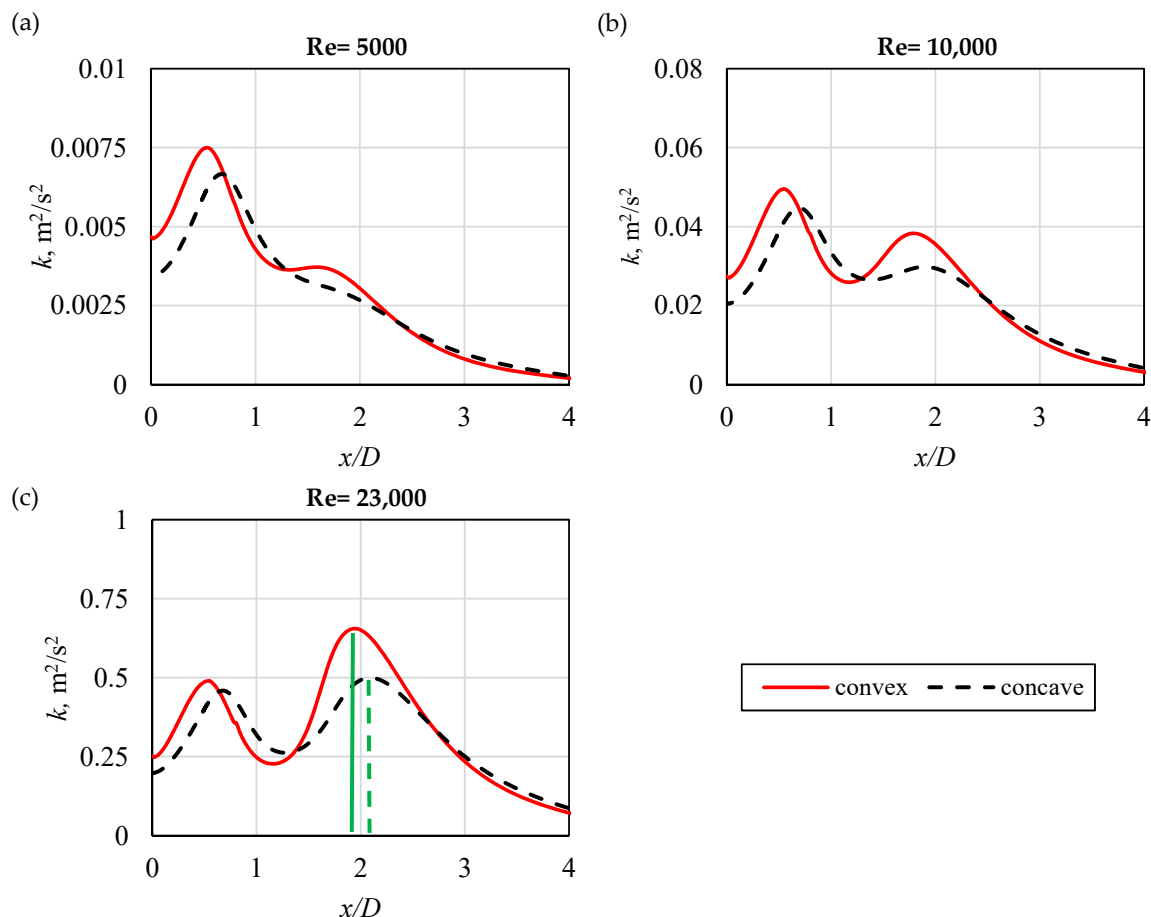 (a)
Re= 5000
0.01
0.0075
0.005
0.0025
0
k, m²/s²
0 1 2 3 4
x/D
(b)
Re= 10,000
0.08
0.06
0.04
0.02
0
k, m²/s²
0 1 2 3 4
x/D
(c)
Re= 23,000
1
0.75
0.5
0.25
0
k, m²/s²
0 1 2 3 4
x/D
convex concave